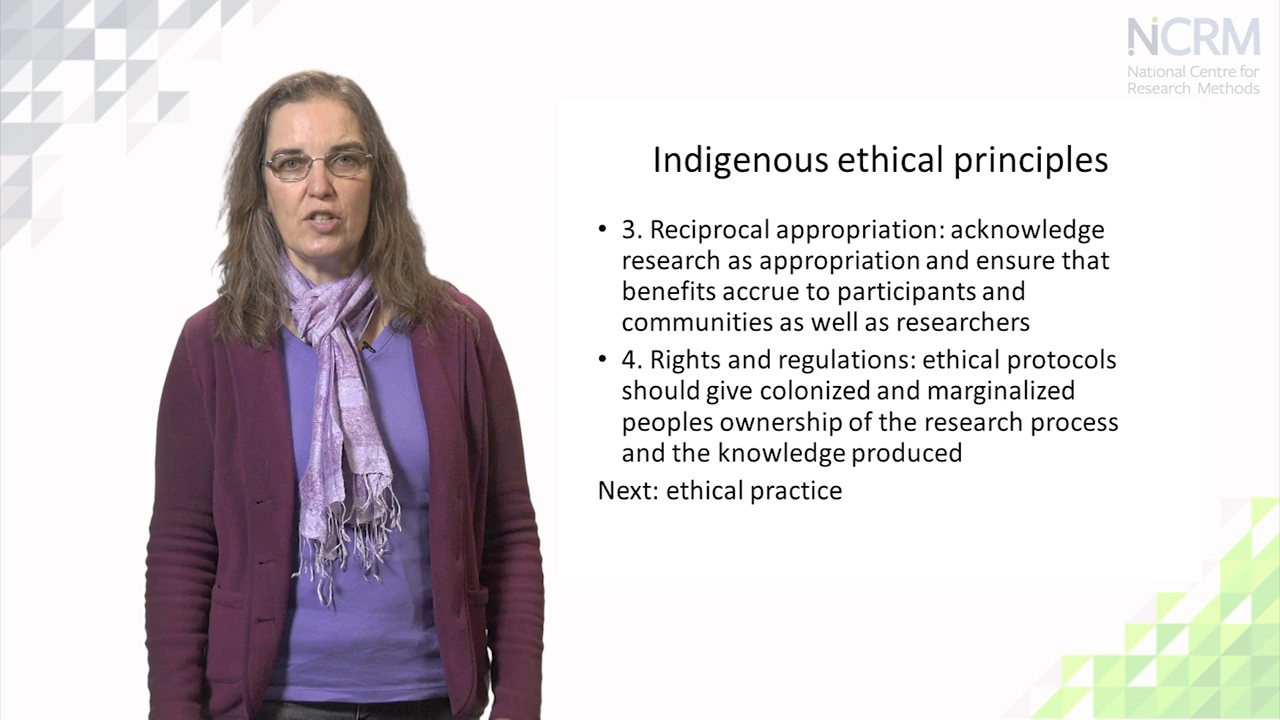 NCRM
National Centre for
Research Methods
Indigenous ethical principles
• 3. Reciprocal appropriation: acknowledge
research as appropriation and ensure that
benefits accrue to participants and
communities as well as researchers
• 4. Rights and regulations: ethical protocols
should give colonized and marginalized
peoples ownership of the research process
and the knowledge produced
Next: ethical practice